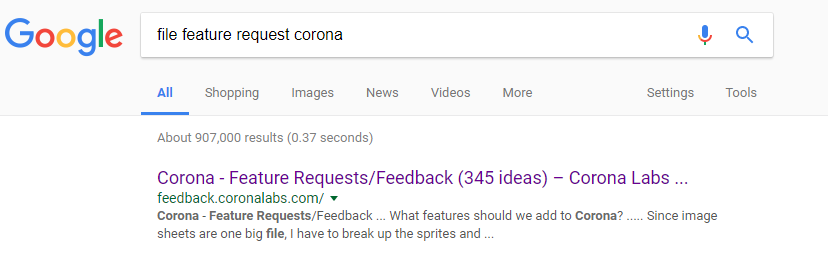 Google
file feature request corona
All Shopping Images News Videos More Settings Tools
About 907,000 results (0.37 seconds)
Corona - Feature Requests/Feedback (345 ideas) – Corona Labs ...
feedback.coronalabs.com/
Corona - Feature Requests/Feedback ... What features should we add to Corona? ..... Since image
sheets are one big file, I have to break up the sprites and ...